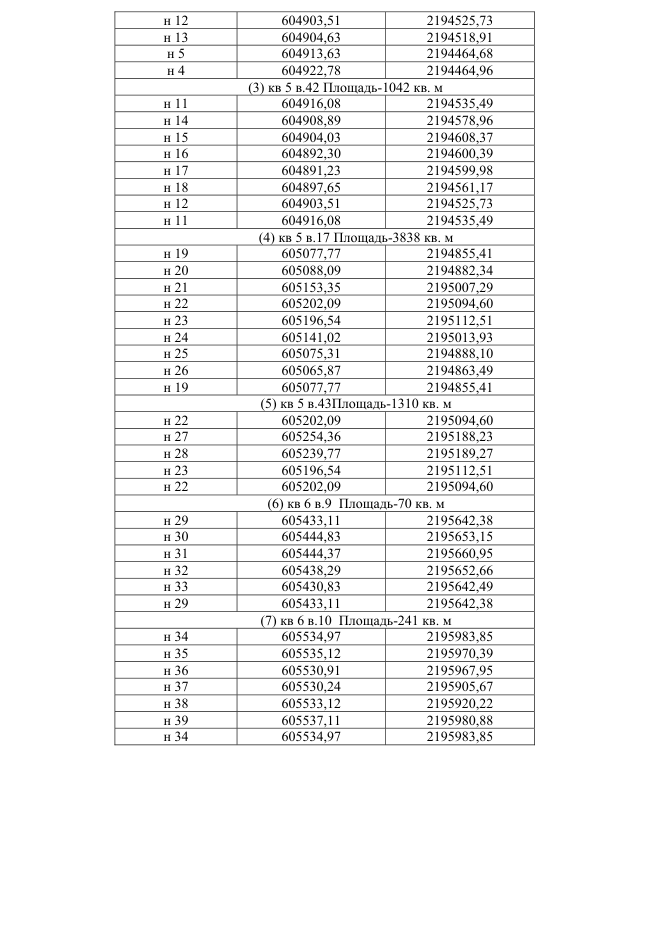 н 12 604903,51 2194525,73
н 13 604904,63 2194518,91
н 5 604913,63 2194464,68
н 4 604922,78 2194464,96
(3) кв 5 в.42 Площадь-1042 кв. м
н 11 604916,08 2194535,49
н 14 604908,89 2194578,96
н 15 604904,03 2194608,37
н 16 604892,30 2194600,39
н 17 604891,23 2194599,98
н 18 604897,65 2194561,17
н 12 604903,51 2194525,73
н 11 604916,08 2194535,49
(4) кв 5 в.17 Площадь-3838 кв. м
н 19 605077,77 2194855,41
н 20 605088,09 2194882,34
н 21 605153,35 2195007,29
н 22 605202,09 2195094,60
н 23 605196,54 2195112,51
н 24 605141,02 2195013,93
н 25 605075,31 2194888,10
н 26 605065,87 2194863,49
н 19 605077,77 2194855,41
(5) кв 5 в.43Площадь-1310 кв. м
н 22 605202,09 2195094,60
н 27 605254,36 2195188,23
н 28 605239,77 2195189,27
н 23 605196,54 2195112,51
н 22 605202,09 2195094,60
(6) кв 6 в.9  Площадь-70 кв. м
н 29 605433,11 2195642,38
н 30 605444,83 2195653,15
н 31 605444,37 2195660,95
н 32 605438,29 2195652,66
н 33 605430,83 2195642,49
н 29 605433,11 2195642,38
(7) кв 6 в.10  Площадь-241 кв. м
н 34 605534,97 2195983,85
н 35 605535,12 2195970,39
н 36 605530,91 2195967,95
н 37 605530,24 2195905,67
н 38 605533,12 2195920,22
н 39 605537,11 2195980,88
н 34 605534,97 2195983,85